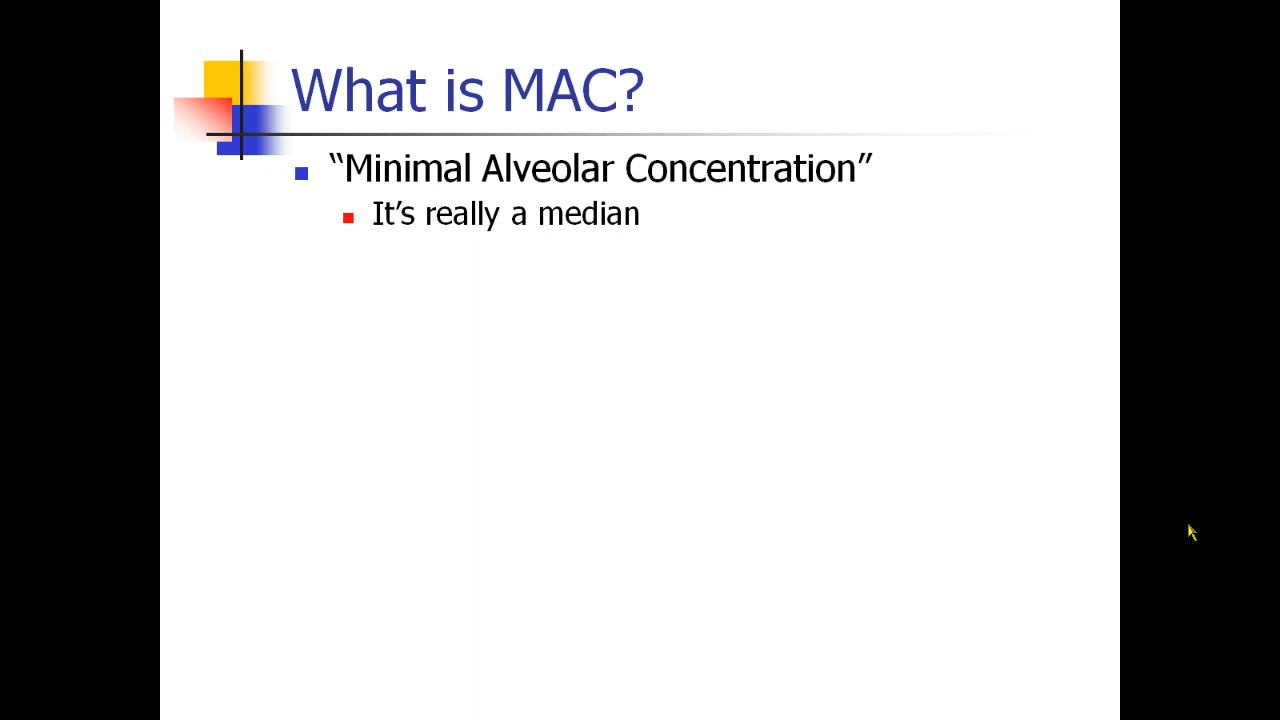 What is MAC?
“Minimal Alveolar Concentration”
It’s really a median